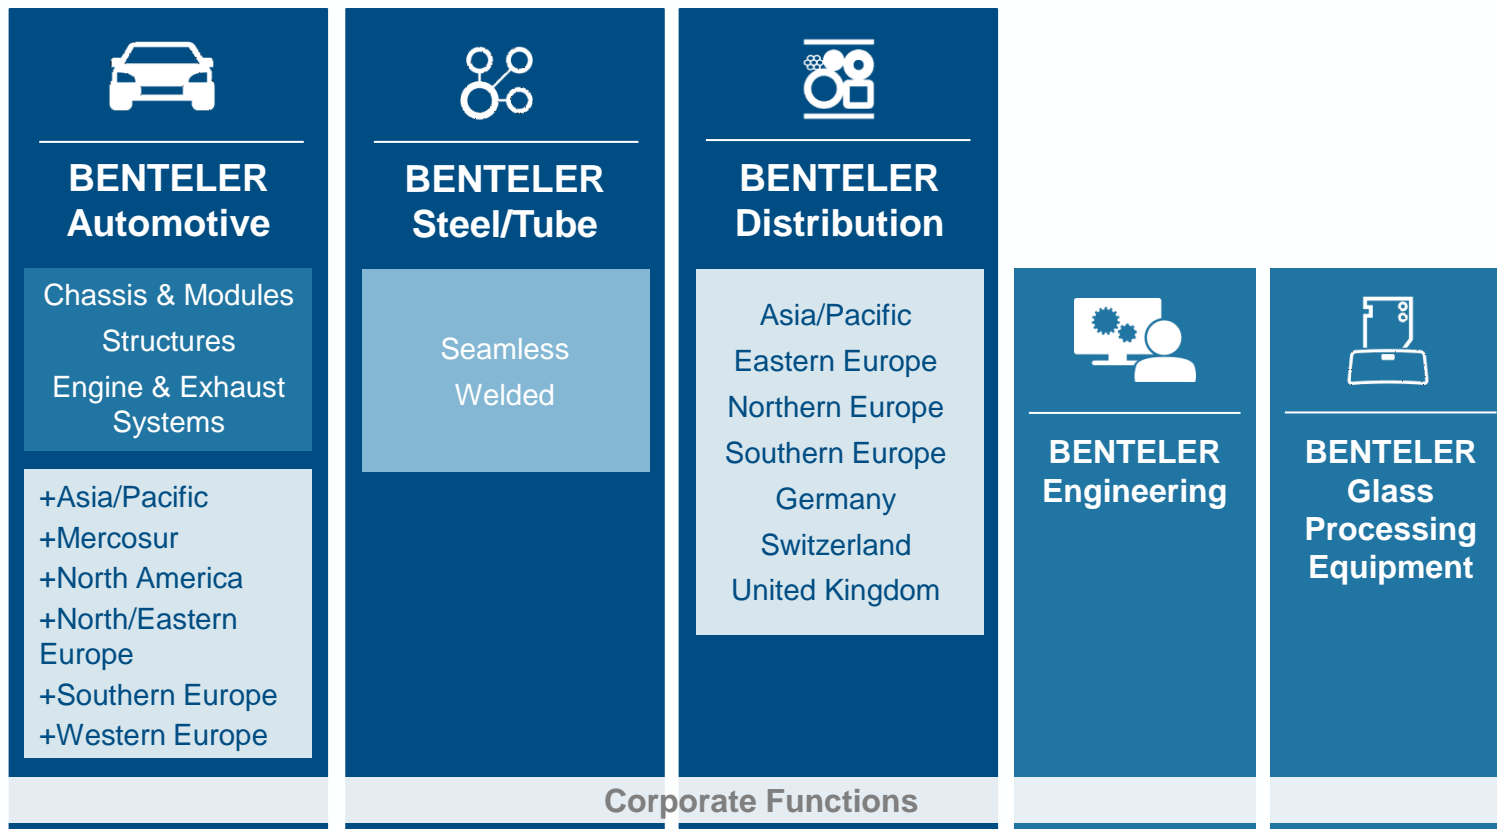 BENTELER
Automotive
Chassis & Modules
Structures
Engine & Exhaust
Systems
+Asia/Pacific
+Mercosur
+North America
+North/Eastern
Europe
+Southern Europe
+Western Europe
BENTELER
Steel/Tube
Seamless
Welded
BENTELER
Distribution
Asia/Pacific
Eastern Europe
Northern Europe
Southern Europe
Germany
Switzerland
United Kingdom
BENTELER
Engineering
BENTELER
Glass
Processing
Equipment
Corporate Functions